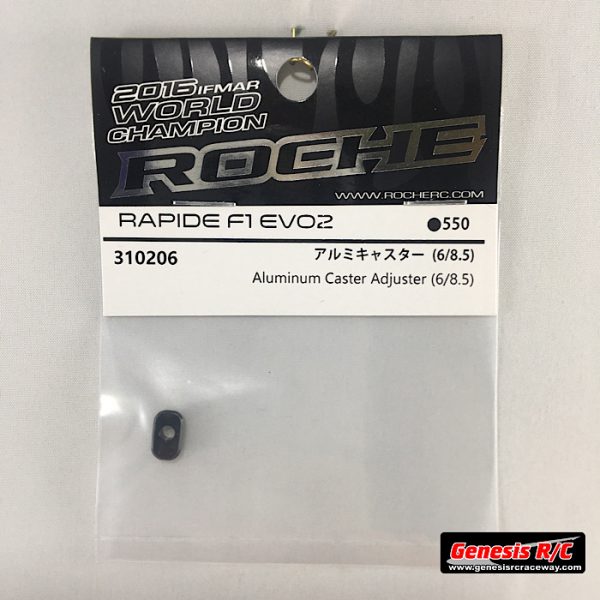 2016 IFMAR
WORLD
CHAMPION
ROCHE
WWW.ROCHERC.COM
RAPIDE F1 EVO2
●550
310206
アルミキャスター (6/8.5)
Aluminum Caster Adjuster (6/8.5)
Genesis R/C
www.genesisrcraceway.com